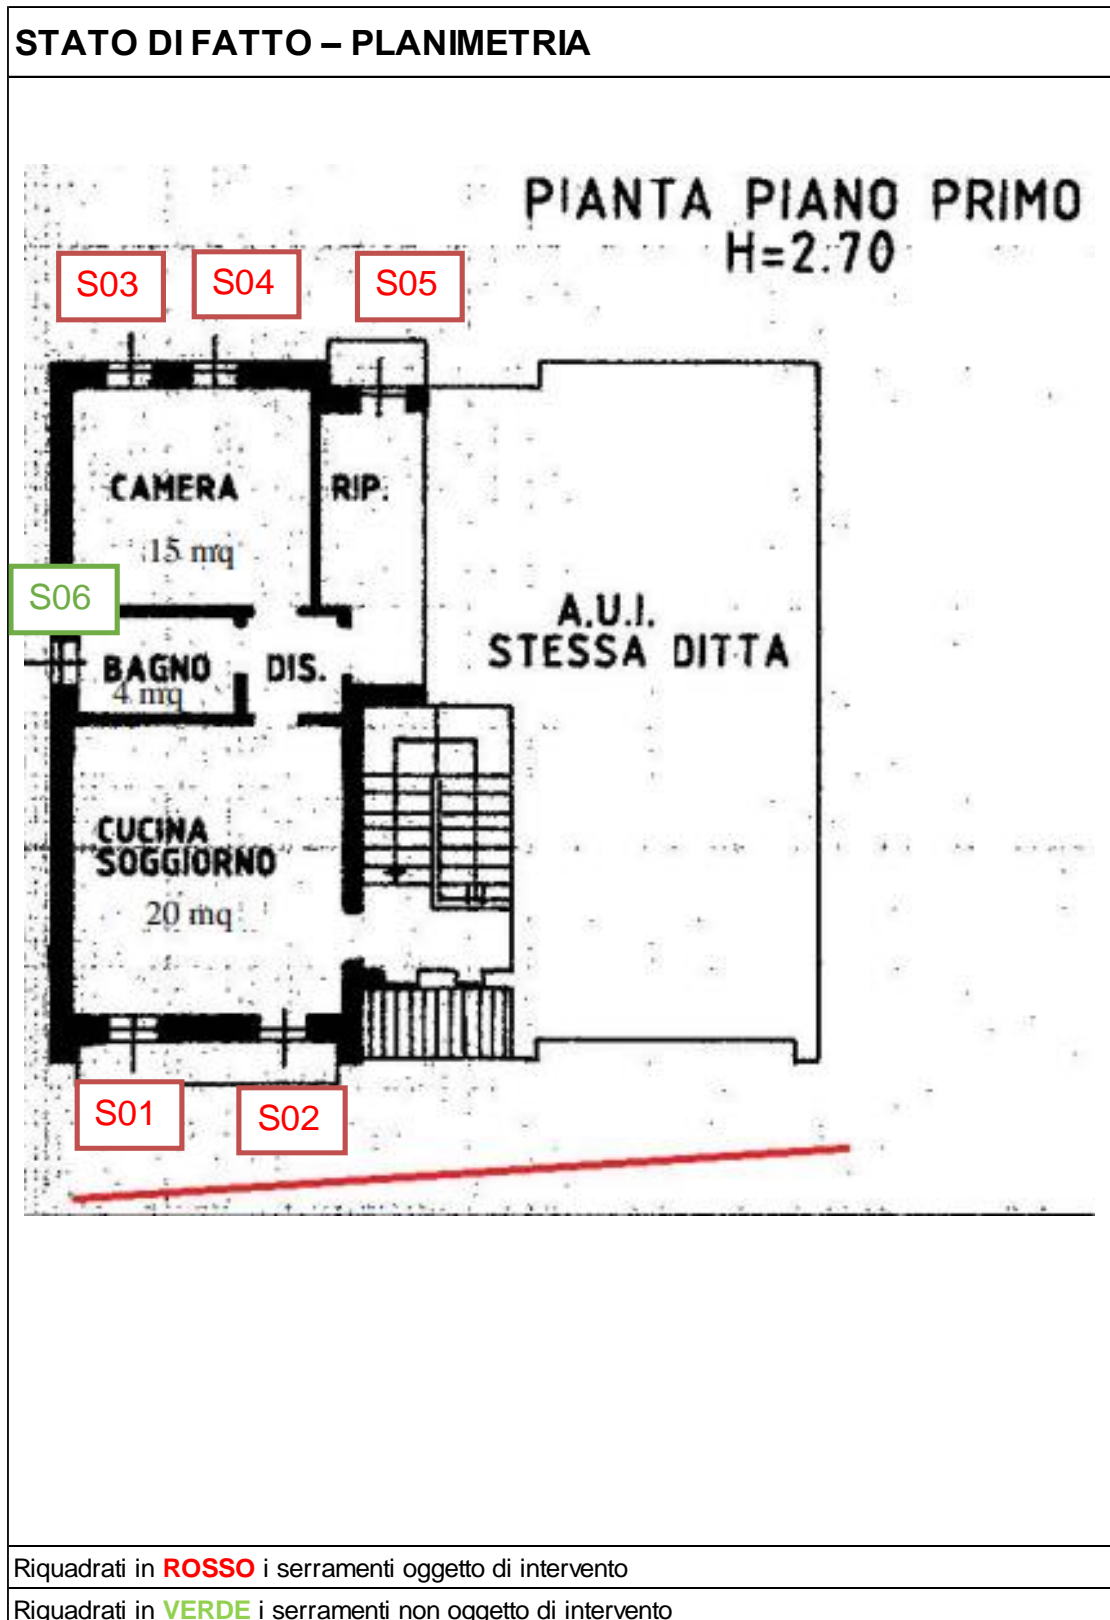 STATO DI FATTO – PLANIMETRIA
PIANTA PIANO PRIMO
H=2.70
S03
S04
S05
CAMERA
RIP.
15 mq
S06
A.U.I.
STESSA DITTA
BAGNO
DIS.
4 mq
CUCINA
SOGGIORNO
20 mq
S01
S02
Riquadrati in ROSSO i serramenti oggetto di intervento
Riquadrati in VERDE i serramenti non oggetto di intervento